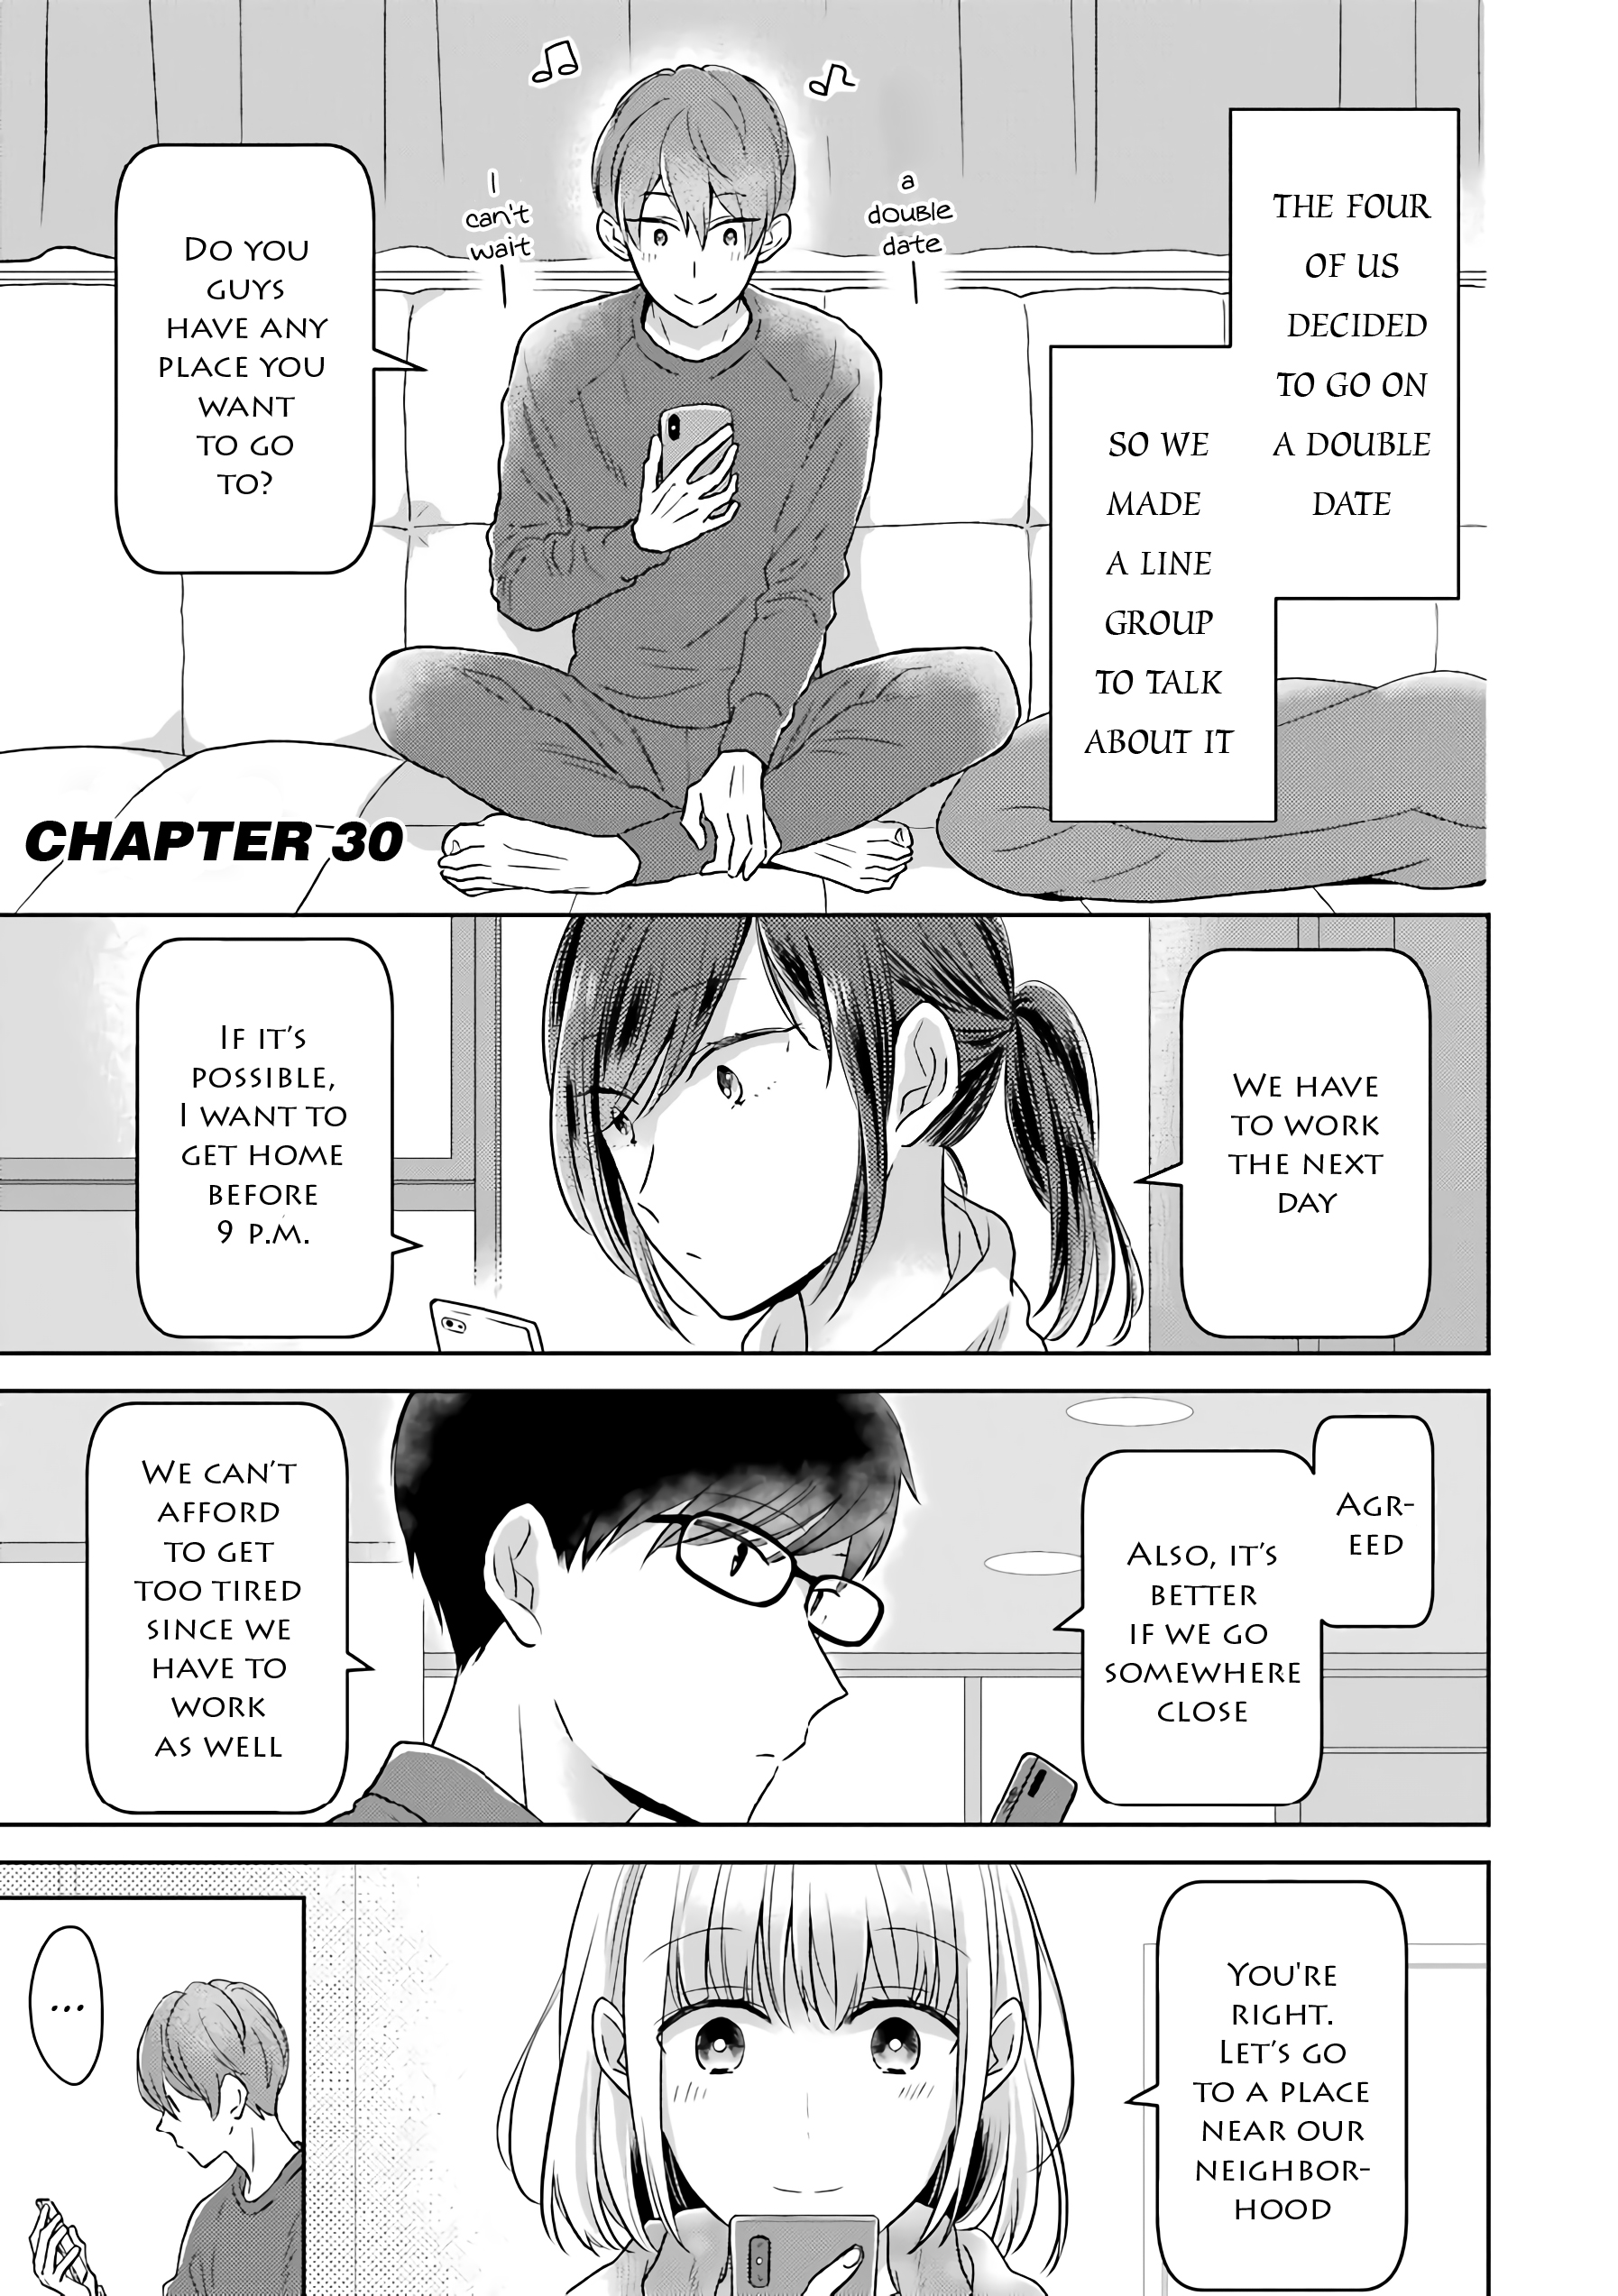 THE FOUR
OF US
DECIDED
TO GO ON
A DOUBLE
DATE
SO WE
MADE
A LINE
GROUP
TO TALK
ABOUT IT
a
double
date
I
can't
wait
DO YOU
GUYS
HAVE ANY
PLACE YOU
WANT
TO GO
TO?
CHAPTER 30
WE HAVE
TO WORK
THE NEXT
DAY
IF IT'S
POSSIBLE,
I WANT TO
GET HOME
BEFORE
9 P.M.
AGR-
EED
ALSO, IT'S
BETTER
IF WE GO
SOMEWHERE
CLOSE
WE CAN'T
AFFORD
TO GET
TOO TIRED
SINCE WE
HAVE TO
WORK
AS WELL
YOU'RE
RIGHT.
LET'S GO
TO A PLACE
NEAR OUR
NEIGHBOR-
HOOD
...